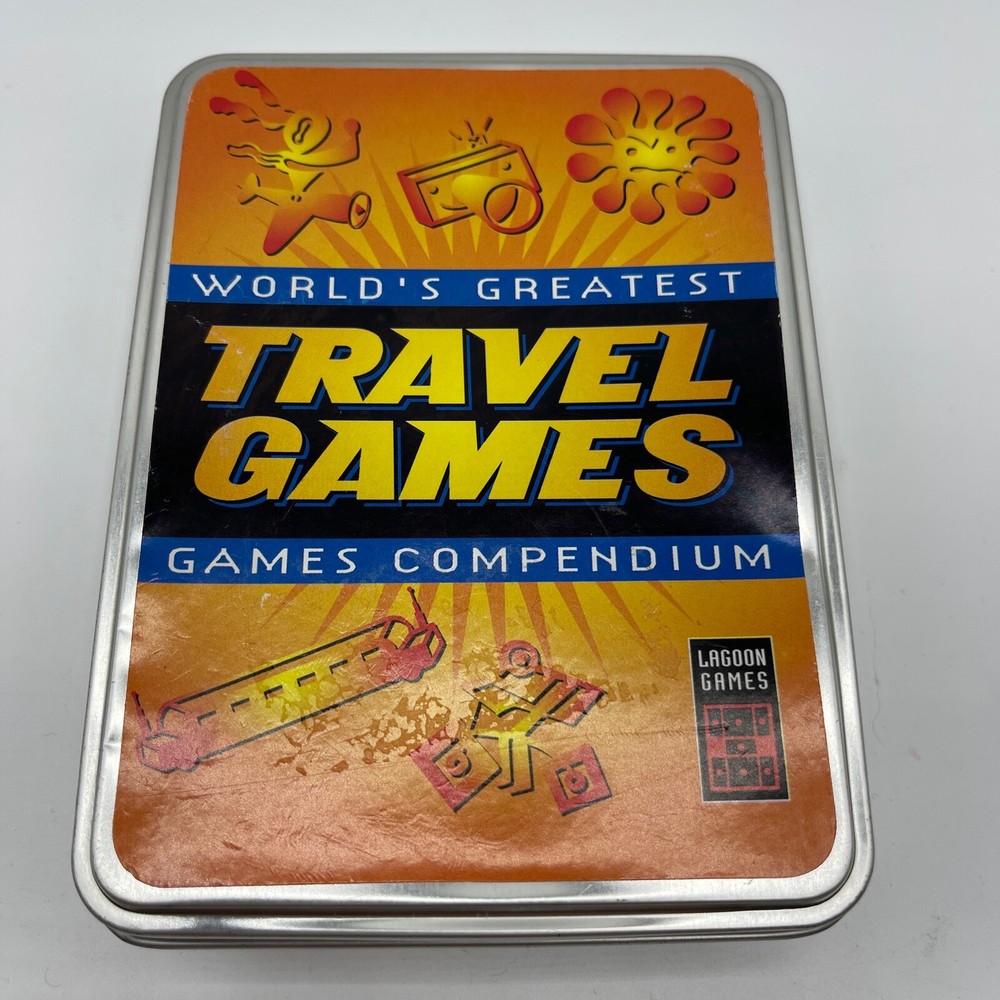 WORLD'S GREATEST
TRAVEL
GAMES
GAMES COMPENDIUM
LAGOON
GAMES